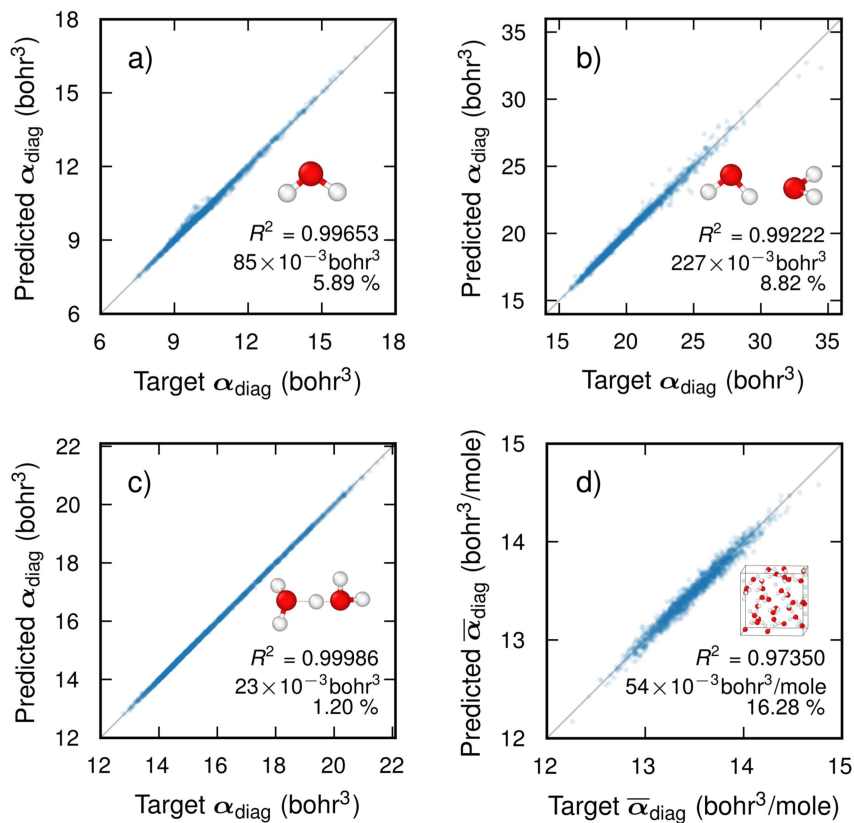 a)
Predicted α_diag (bohr³)
18
15
12
9
6
R² = 0.99653
85×10⁻³bohr³
5.89 %
6 9 12 15 18
Target α_diag (bohr³)
b)
Predicted α_diag (bohr³)
35
30
25
20
15
R² = 0.99222
227×10⁻³bohr³
8.82 %
15 20 25 30 35
Target α_diag (bohr³)
c)
Predicted α_diag (bohr³)
22
20
18
16
14
12
R² = 0.99986
23×10⁻³bohr³
1.20 %
12 14 16 18 20 22
Target α_diag (bohr³)
d)
Predicted α̅_diag (bohr³/mole)
15
14
13
12
R² = 0.97350
54×10⁻³bohr³/mole
16.28 %
12 13 14 15
Target α̅_diag (bohr³/mole)